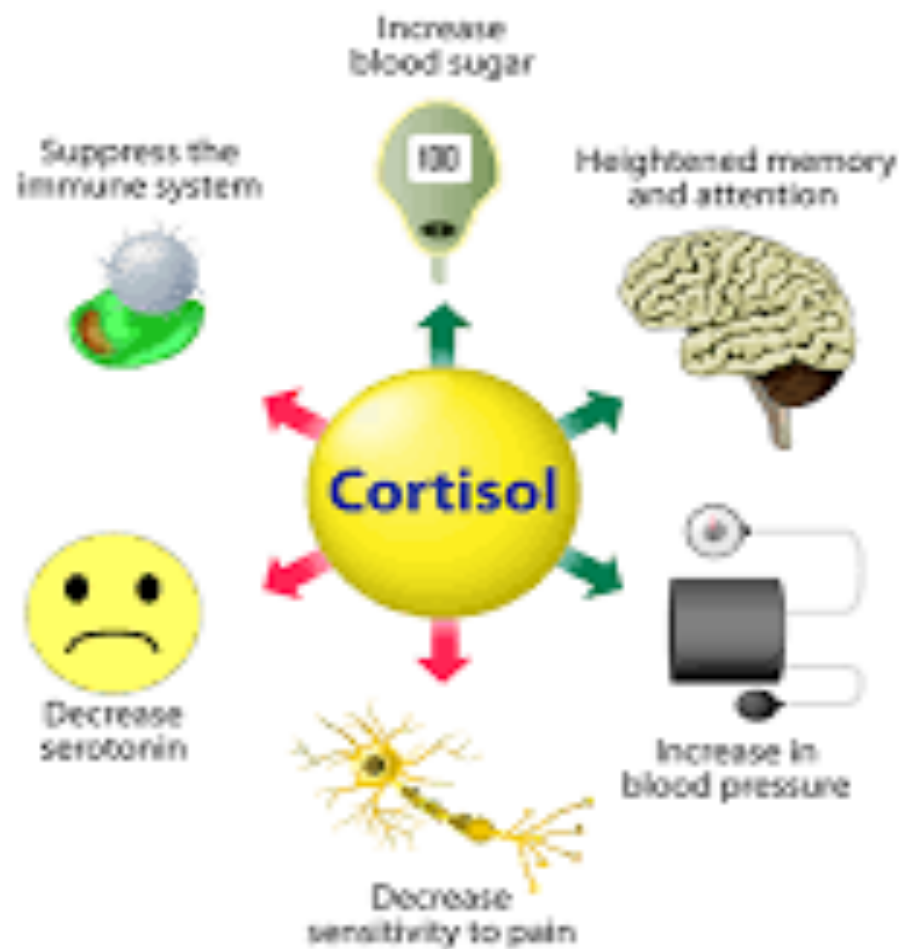 Increase
blood sugar
100
Suppress the
immune system
Heightened memory
and attention
Cortisol
Decrease
serotonin
Increase in
blood pressure
Decrease
sensitivity to pain